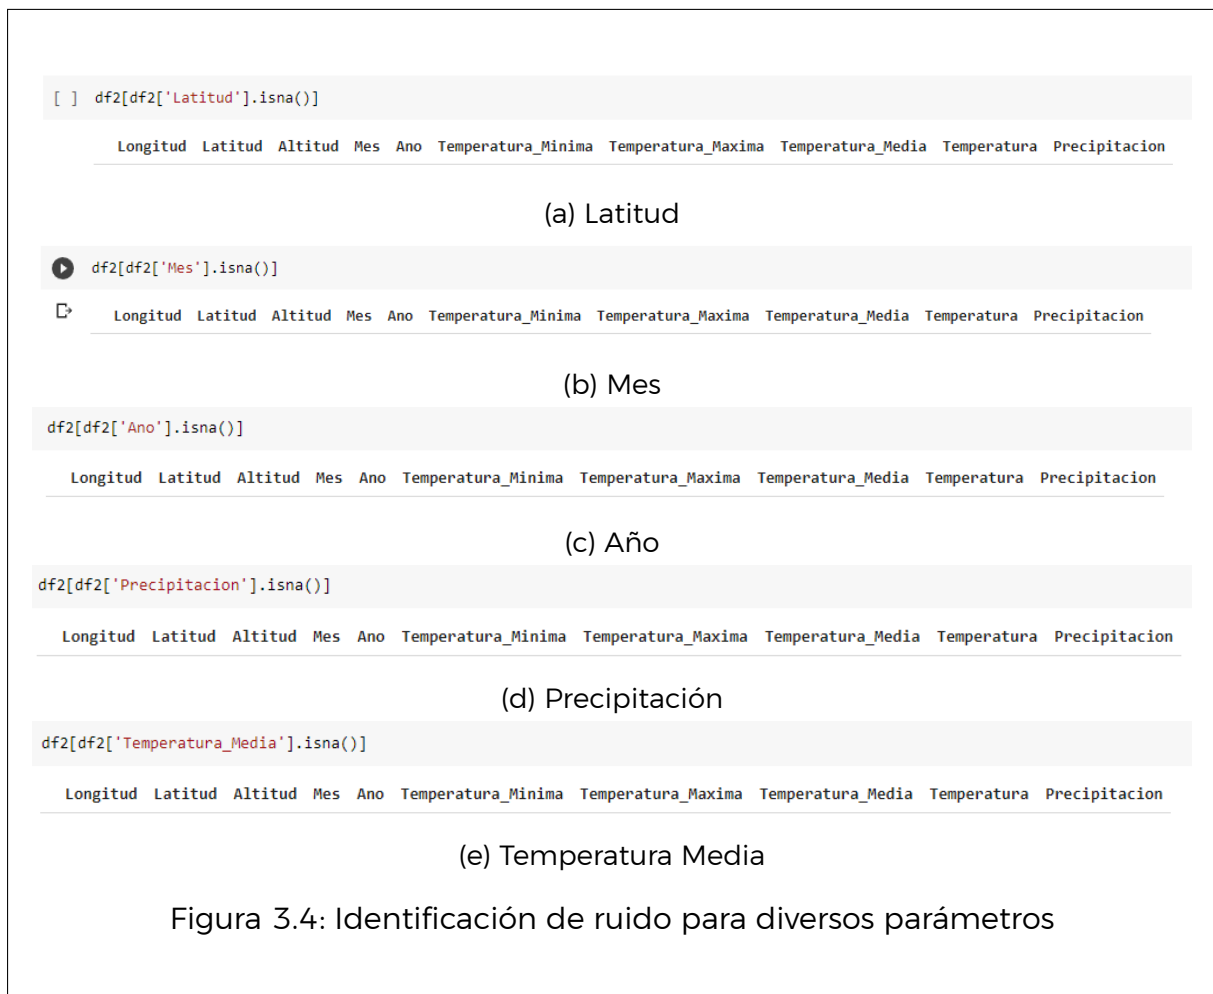 [ ] df2[df2['Latitud'].isna()]
Longitud Latitud Altitud Mes Ano Temperatura_Minima Temperatura_Maxima Temperatura_Media Temperatura Precipitacion
(a) Latitud
df2[df2['Mes'].isna()]
Longitud Latitud Altitud Mes Ano Temperatura_Minima Temperatura_Maxima Temperatura_Media Temperatura Precipitacion
(b) Mes
df2[df2['Ano'].isna()]
Longitud Latitud Altitud Mes Ano Temperatura_Minima Temperatura_Maxima Temperatura_Media Temperatura Precipitacion
(c) Año
df2[df2['Precipitacion'].isna()]
Longitud Latitud Altitud Mes Ano Temperatura_Minima Temperatura_Maxima Temperatura_Media Temperatura Precipitacion
(d) Precipitación
df2[df2['Temperatura_Media'].isna()]
Longitud Latitud Altitud Mes Ano Temperatura_Minima Temperatura_Maxima Temperatura_Media Temperatura Precipitacion
(e) Temperatura Media
Figura 3.4: Identificación de ruido para diversos parámetros